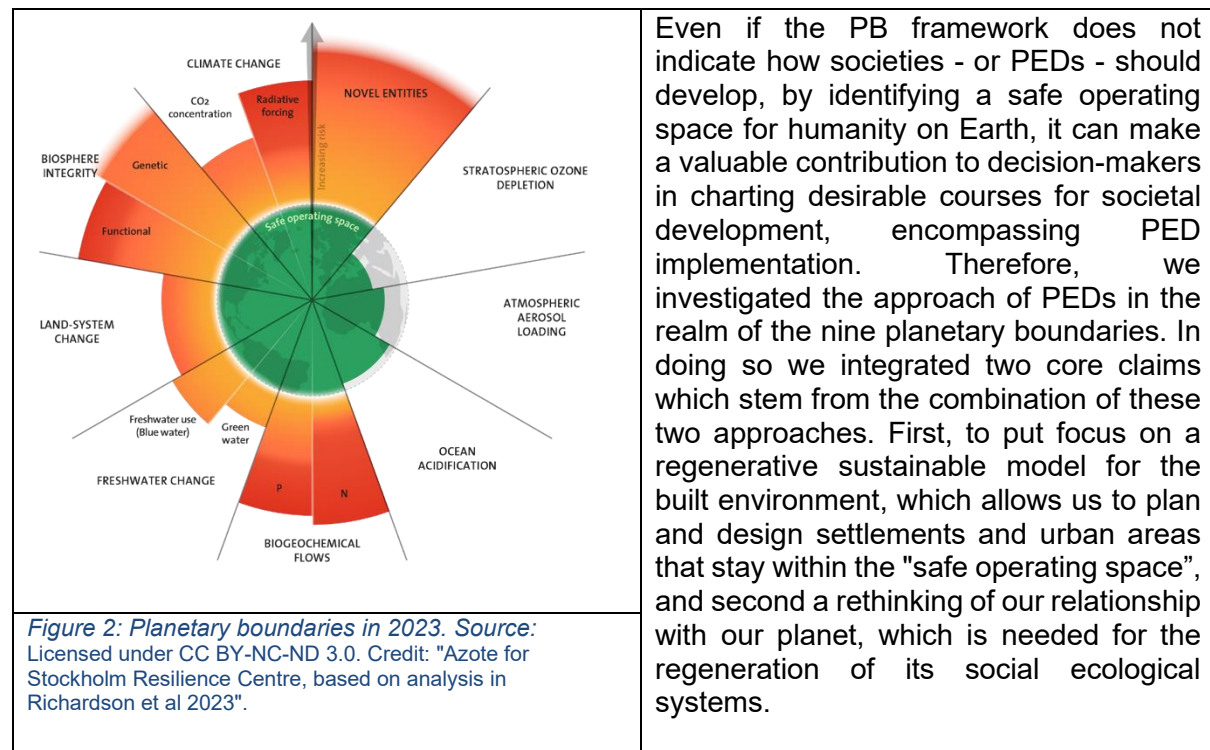 CLIMATE CHANGE
CO₂
concentration
Radiative
forcing
Increasing risk
NOVEL ENTITIES
STRATOSPHERIC OZONE
DEPLETION
ATMOSPHERIC
AEROSOL
LOADING
OCEAN
ACIDIFICATION
BIOGEOCHEMICAL
FLOWS
P
N
FRESHWATER CHANGE
Freshwater use
(Blue water)
Green
water
LAND-SYSTEM
CHANGE
BIOSPHERE
INTEGRITY
Genetic
Functional
Safe operating space
Figure 2: Planetary boundaries in 2023. Source:
Licensed under CC BY-NC-ND 3.0. Credit: "Azote for
Stockholm Resilience Centre, based on analysis in
Richardson et al 2023".
Even if the PB framework does not
indicate how societies - or PEDs - should
develop, by identifying a safe operating
space for humanity on Earth, it can make
a valuable contribution to decision-makers
in charting desirable courses for societal
development, encompassing PED
implementation. Therefore, we
investigated the approach of PEDs in the
realm of the nine planetary boundaries. In
doing so we integrated two core claims
which stem from the combination of these
two approaches. First, to put focus on a
regenerative sustainable model for the
built environment, which allows us to plan
and design settlements and urban areas
that stay within the "safe operating space”,
and second a rethinking of our relationship
with our planet, which is needed for the
regeneration of its social ecological
systems.